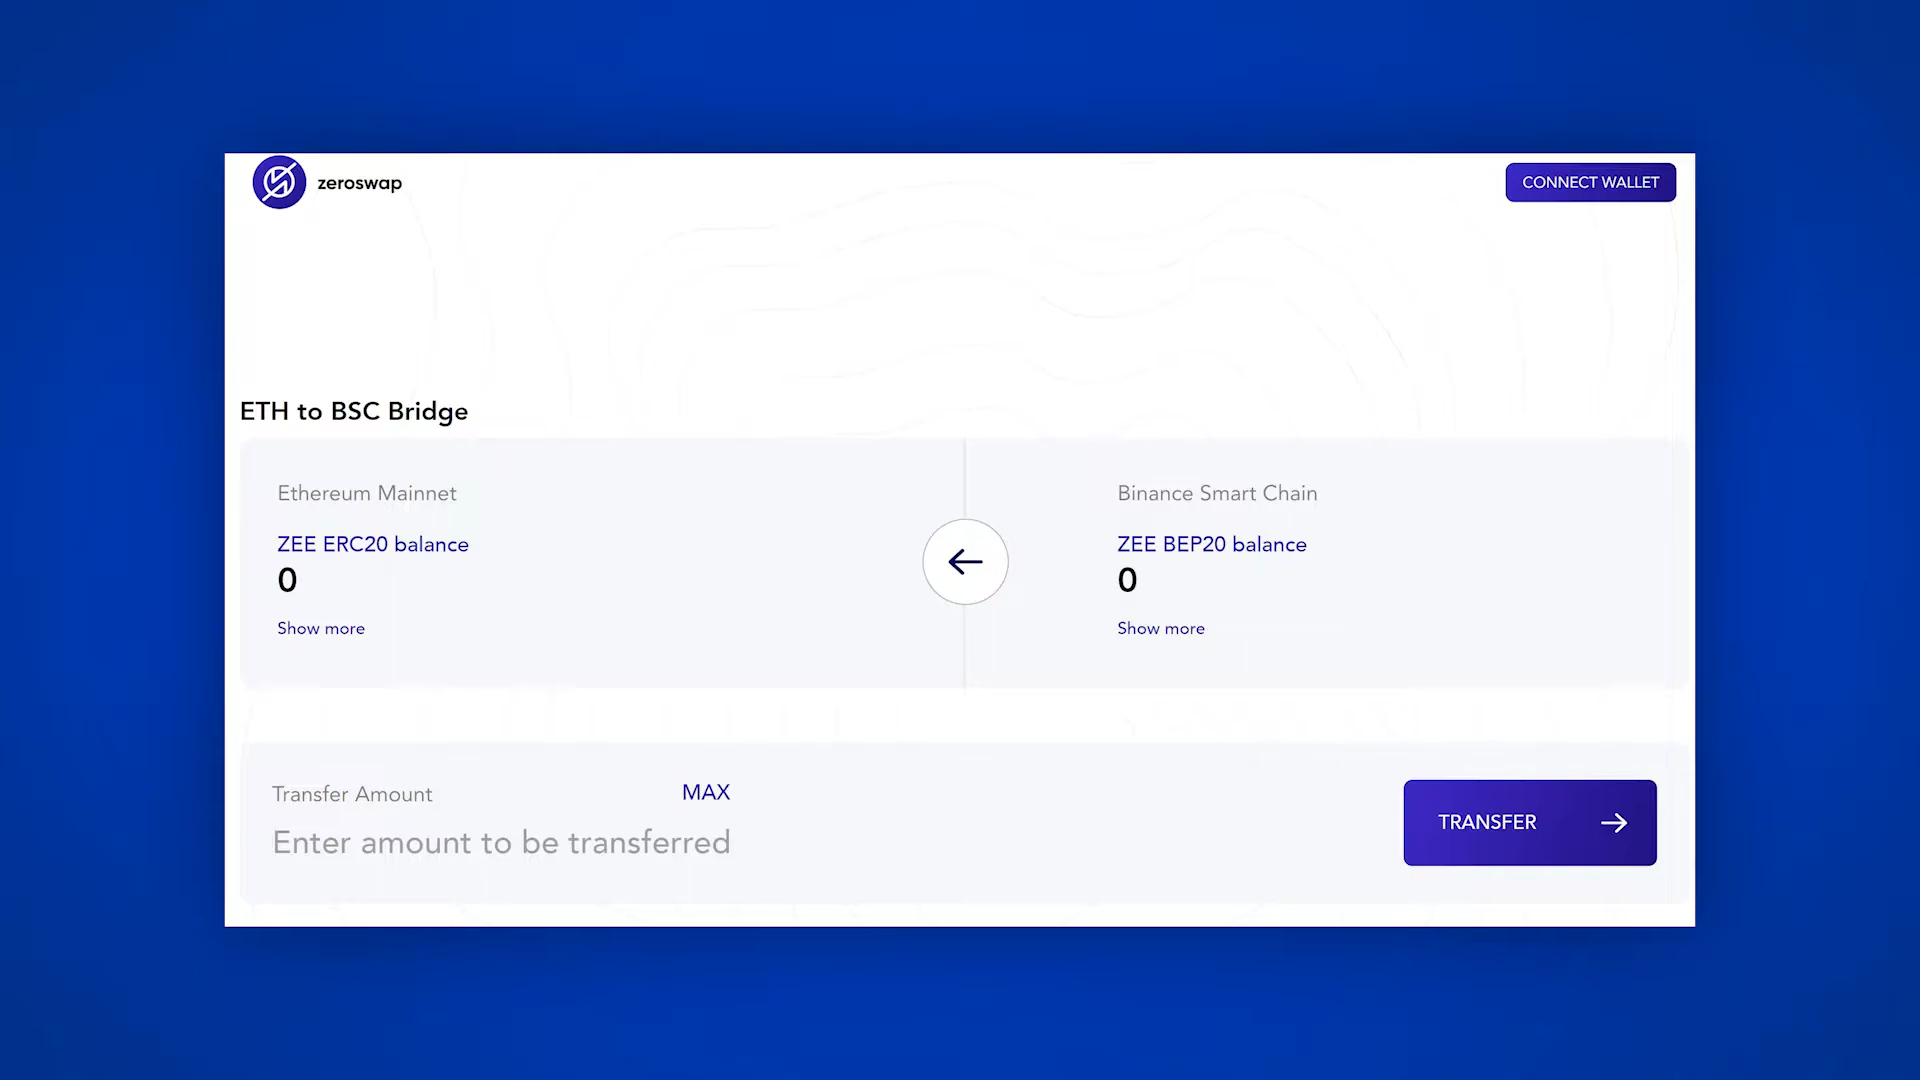 zeroswap
CONNECT WALLET
ETH to BSC Bridge
Ethereum Mainnet
ZEE ERC20 balance
0
Show more
Binance Smart Chain
ZEE BEP20 balance
0
Show more
Transfer Amount
MAX
Enter amount to be transferred
TRANSFER